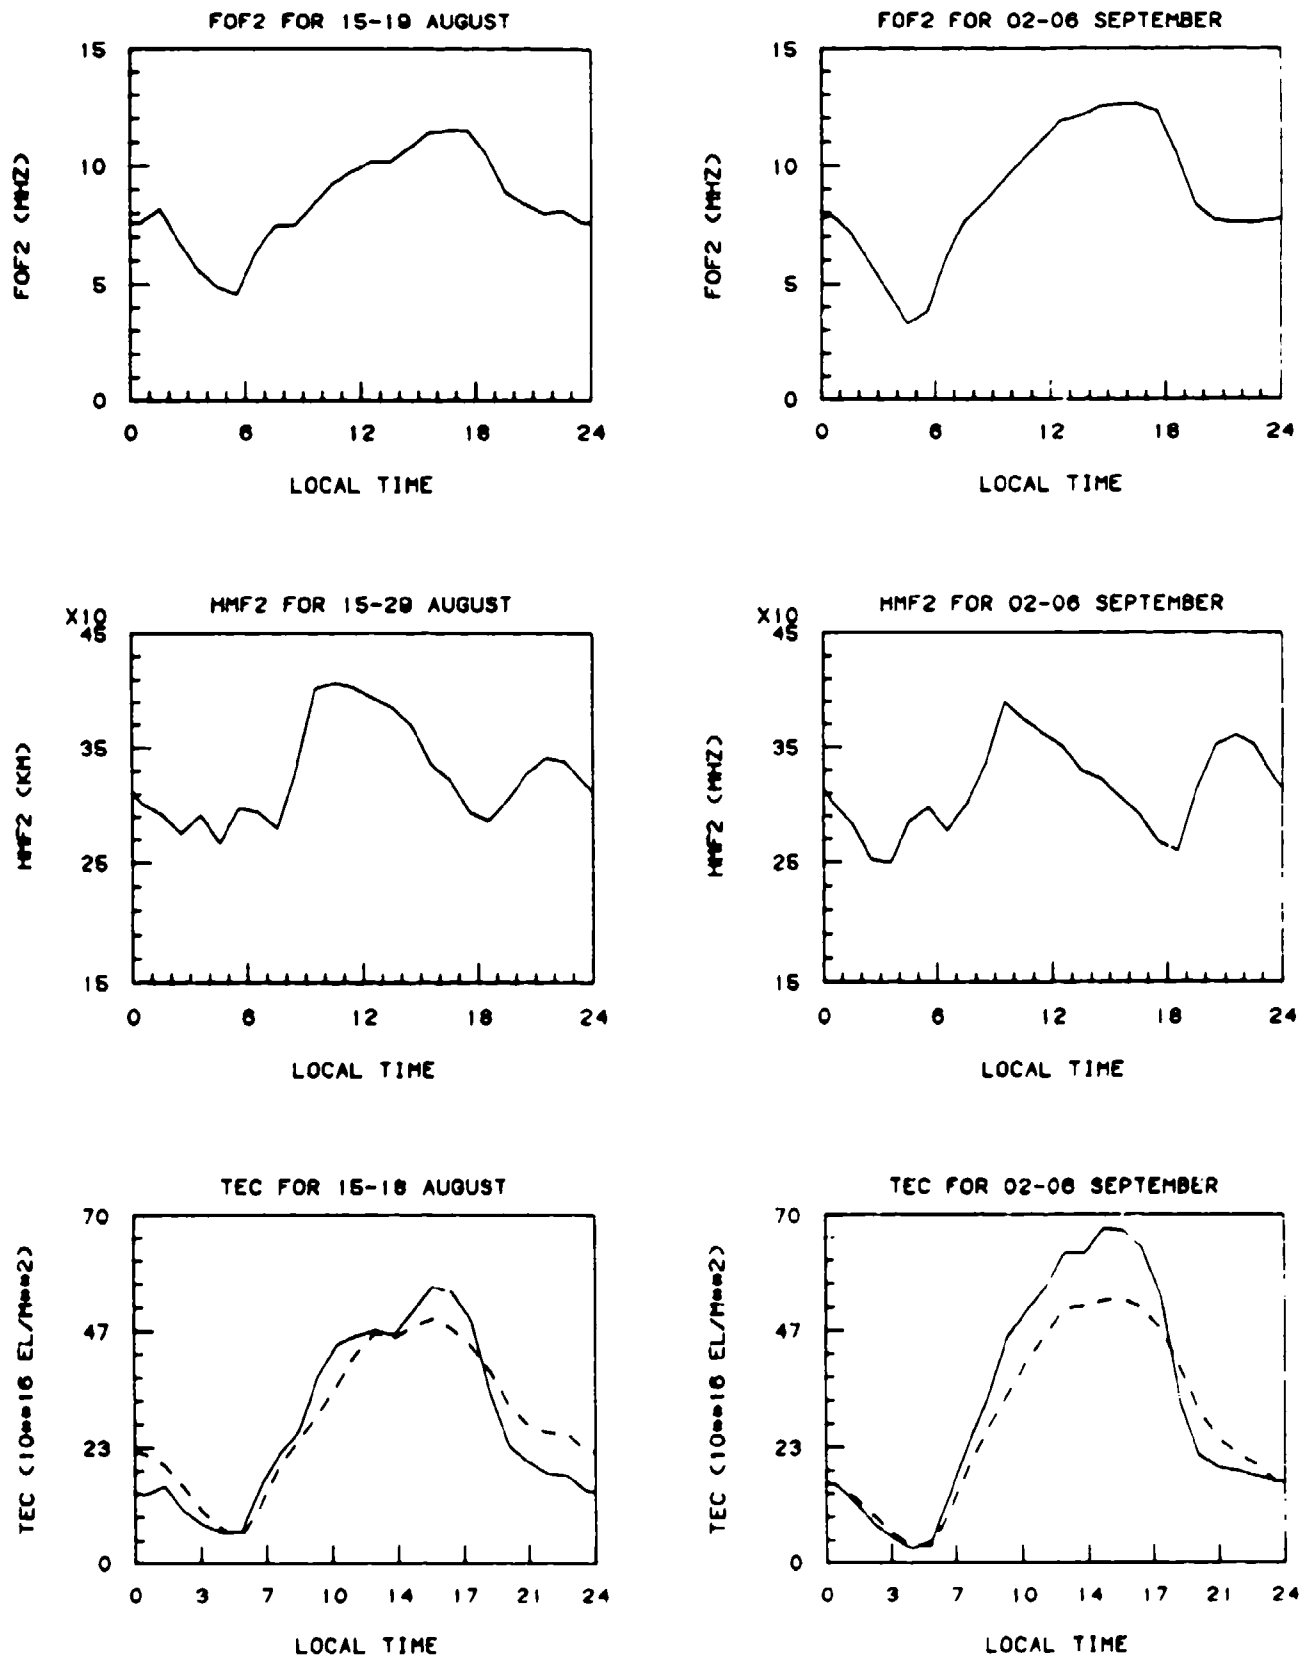 FOF2 FOR 15-19 AUGUST
15
10
5
0
FOF2 (MHZ)
0 6 12 18 24
LOCAL TIME
FOF2 FOR 02-06 SEPTEMBER
15
10
5
0
FOF2 (MHZ)
0 6 12 18 24
LOCAL TIME
HMF2 FOR 15-29 AUGUST
X10
45
35
25
15
HMF2 (KM)
0 6 12 18 24
LOCAL TIME
HMF2 FOR 02-06 SEPTEMBER
X10
45
35
25
15
HMF2 (MHZ)
0 6 12 18 24
LOCAL TIME
TEC FOR 15-18 AUGUST
70
47
23
0
TEC (10**16 EL/M**2)
0 3 7 10 14 17 21 24
LOCAL TIME
TEC FOR 02-06 SEPTEMBER
70
47
23
0
TEC (10**16 EL/M**2)
0 3 7 10 14 17 21 24
LOCAL TIME